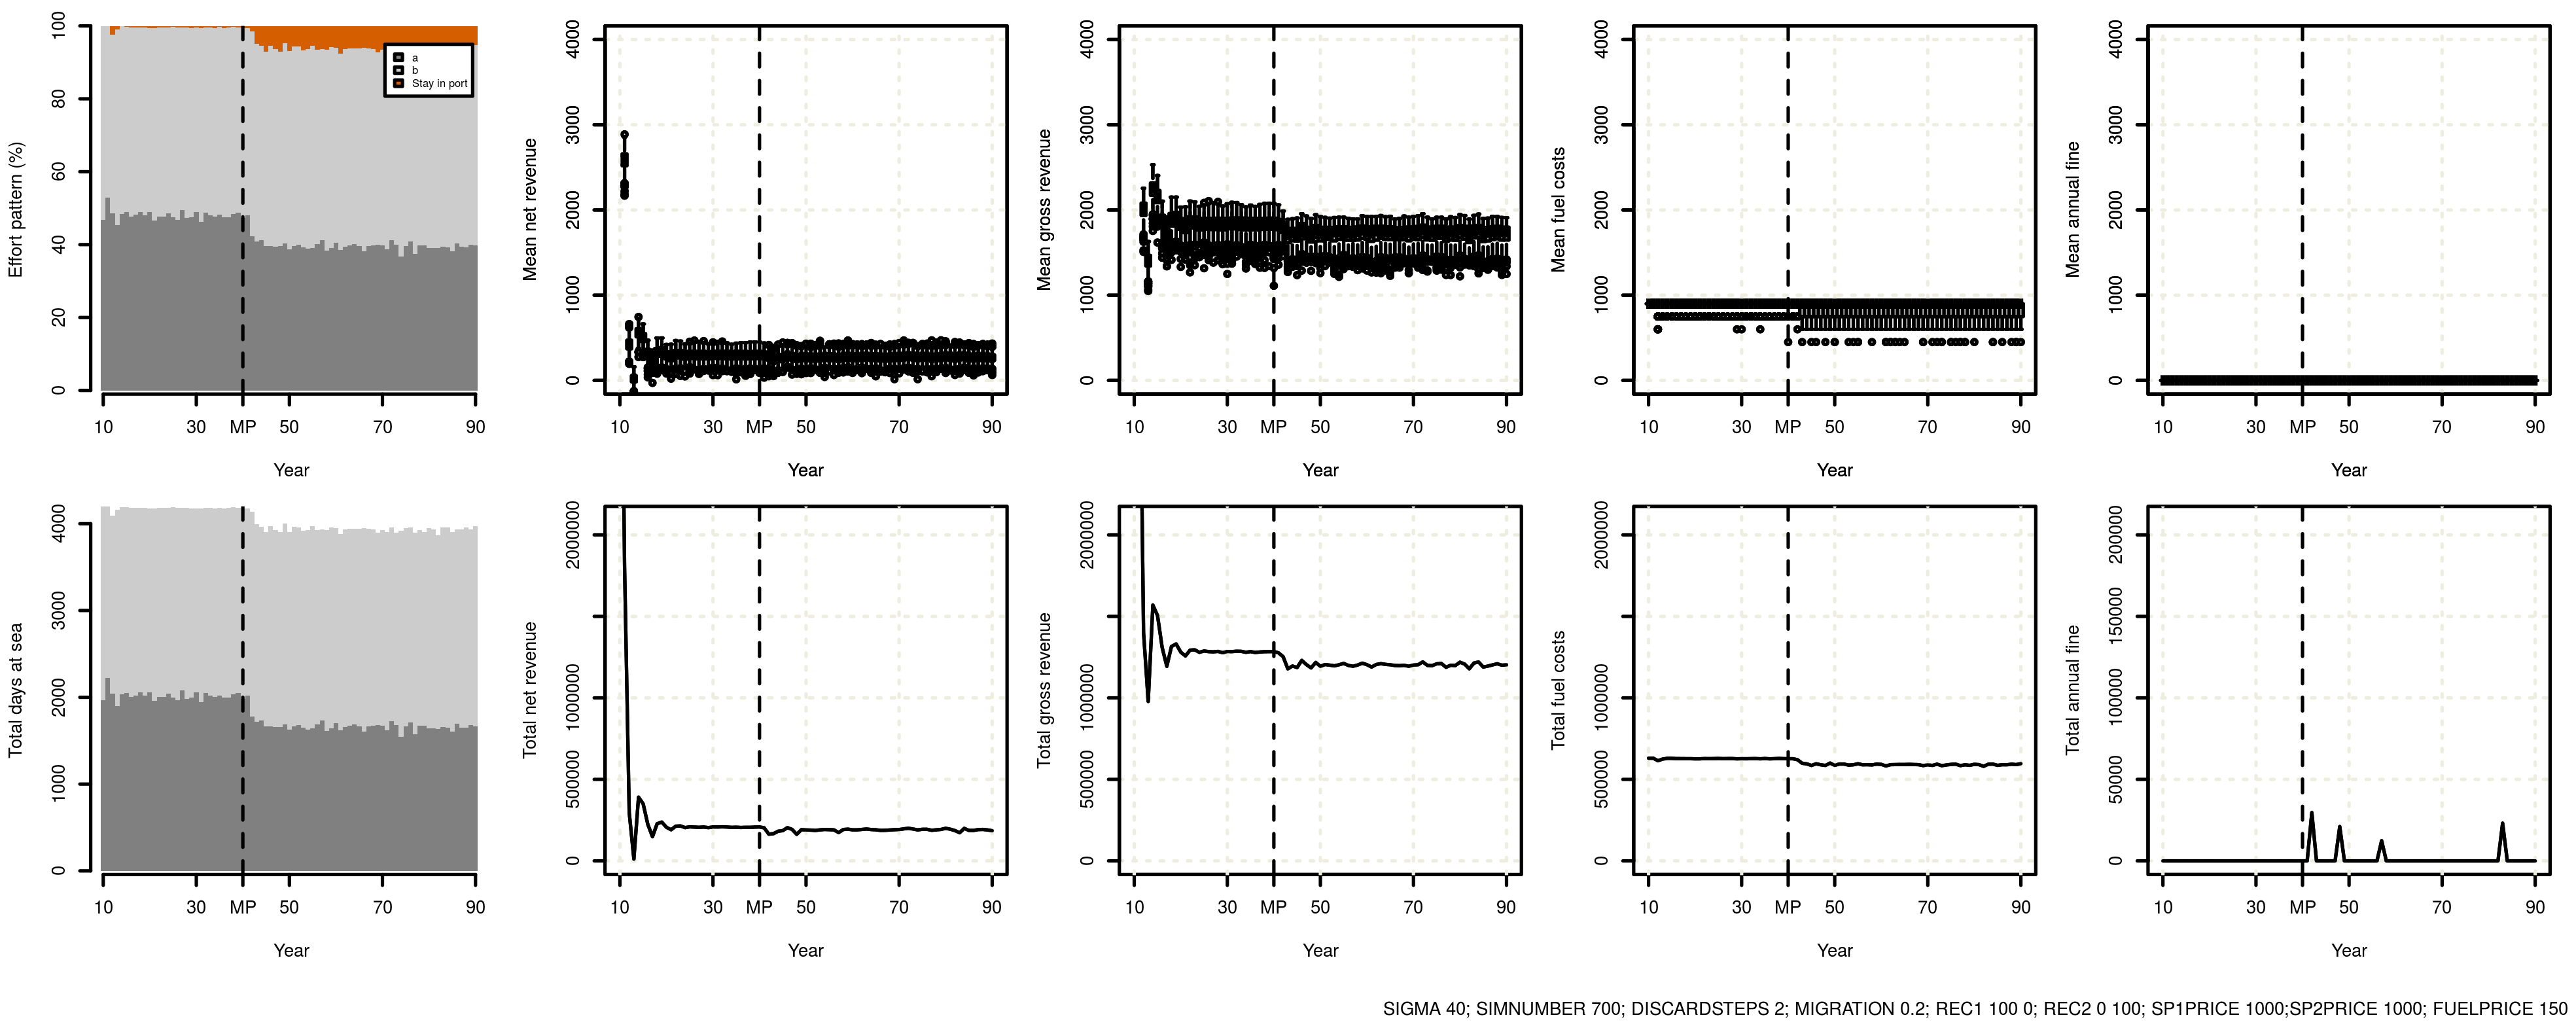 Effort pattern (%)
0 20 40 60 80 100
a
b
Stay in port
10 30 MP 50 70 90
Year
Mean net revenue
0 1000 2000 3000 4000
10 30 MP 50 70 90
Year
Mean gross revenue
0 1000 2000 3000 4000
10 30 MP 50 70 90
Year
Mean fuel costs
0 1000 2000 3000 4000
10 30 MP 50 70 90
Year
Mean annual fine
0 1000 2000 3000 4000
10 30 MP 50 70 90
Year
Total days at sea
0 1000 2000 3000 4000
10 30 MP 50 70 90
Year
Total net revenue
0 500000 1000000 2000000
10 30 MP 50 70 90
Year
Total gross revenue
0 500000 1000000 2000000
10 30 MP 50 70 90
Year
Total fuel costs
0 500000 1000000 2000000
10 30 MP 50 70 90
Year
Total annual fine
0 50000 100000 150000 200000
10 30 MP 50 70 90
Year
SIGMA 40; SIMNUMBER 700; DISCARDSTEPS 2; MIGRATION 0.2; REC1 100 0; REC2 0 100; SP1PRICE 1000;SP2PRICE 1000; FUELPRICE 150